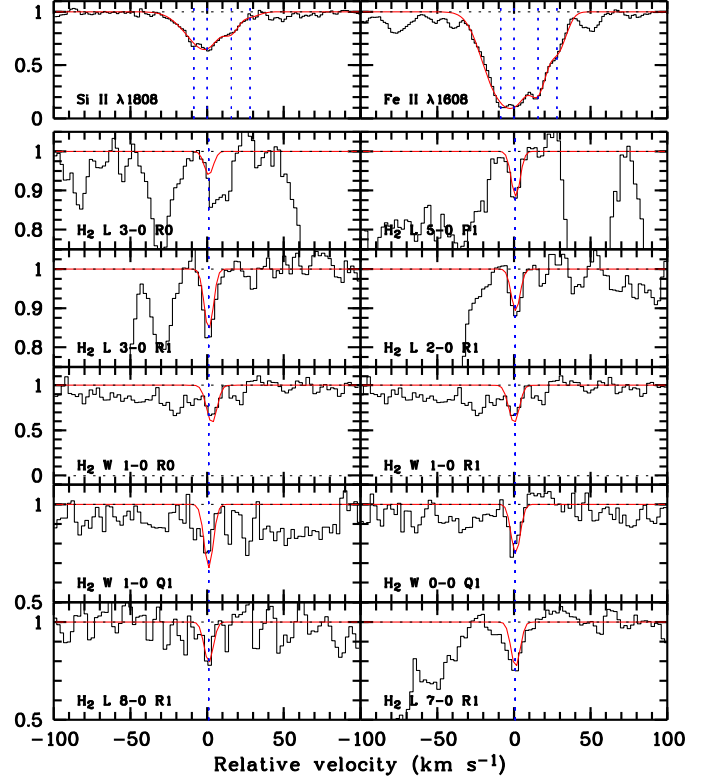 1
0.5
0
Si II λ1808
Fe II λ1608
1
0.9
0.8
H2 L 3-0 R0
H2 L 5-0 P1
1
0.9
0.8
H2 L 3-0 R1
H2 L 2-0 R1
1
0.5
0
H2 W 1-0 R0
H2 W 1-0 R1
1
H2 W 1-0 Q1
H2 W 0-0 Q1
0.5
1
H2 L 8-0 R1
H2 L 7-0 R1
0.5
-100 -50 0 50 -100 -50 0 50 100
Relative velocity (km s⁻¹)